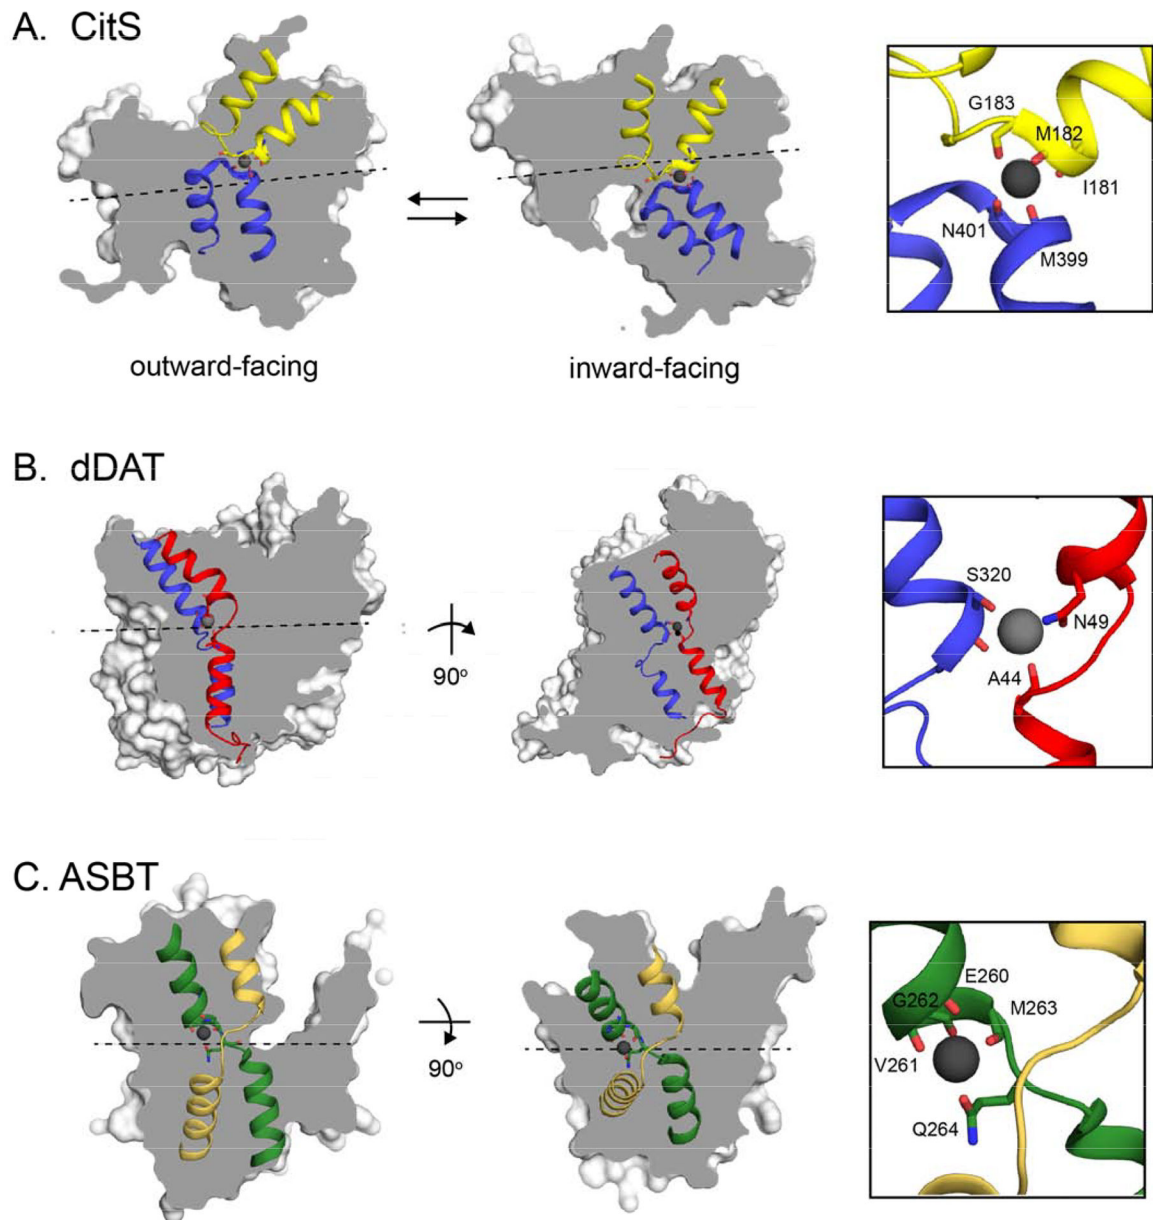 A. CitS
G183
M182
I181
N401
M399
outward-facing
inward-facing
B. dDAT
90°
S320
N49
A44
C. ASBT
90°
E260
G262
M263
V261
Q264